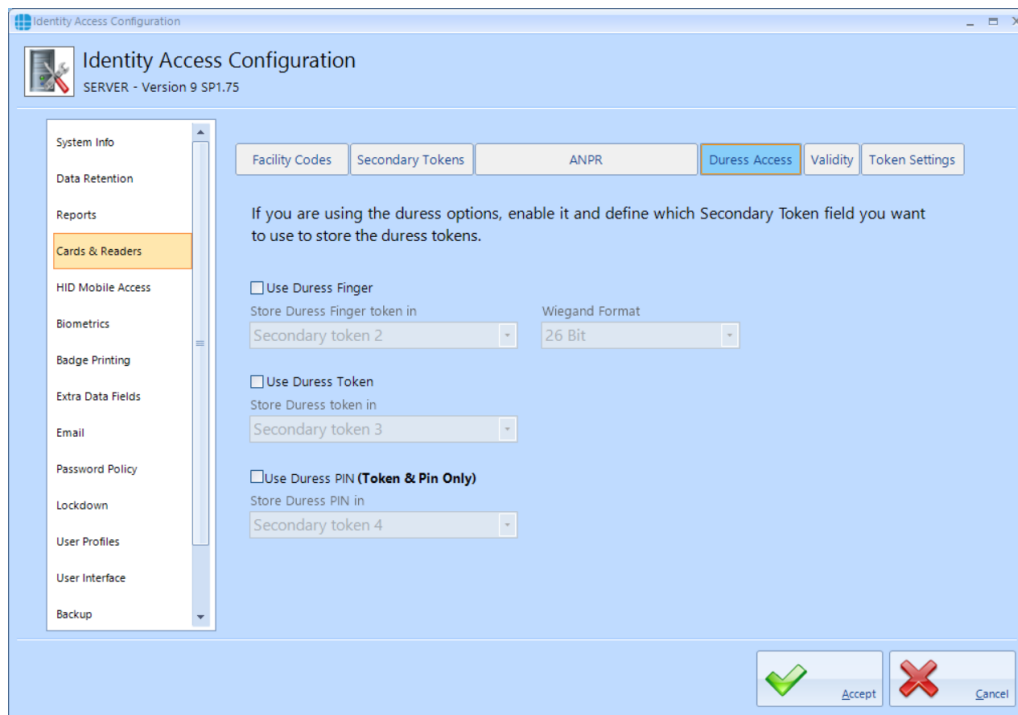 Identity Access Configuration
Identity Access Configuration
SERVER - Version 9 SP1.75
System Info
Data Retention
Reports
Cards & Readers
HID Mobile Access
Biometrics
Badge Printing
Extra Data Fields
Email
Password Policy
Lockdown
User Profiles
User Interface
Backup
Facility Codes
Secondary Tokens
ANPR
Duress Access
Validity
Token Settings
If you are using the duress options, enable it and define which Secondary Token field you want
to use to store the duress tokens.
Use Duress Finger
Store Duress Finger token in
Wiegand Format
Secondary token 2
26 Bit
Use Duress Token
Store Duress token in
Secondary token 3
Use Duress PIN (Token & Pin Only)
Store Duress PIN in
Secondary token 4
Accept
Cancel